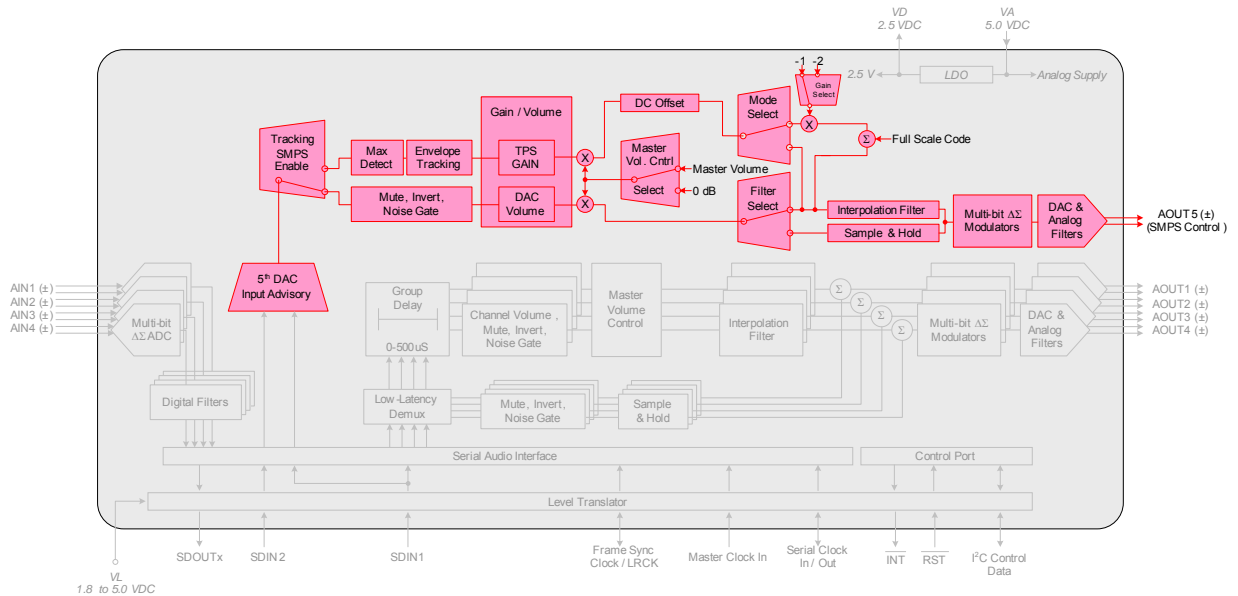 VD
2.5 VDC
VA
5.0 VDC
2.5 V
LDO
Analog Supply
-1 -2
Gain
Select
Mode
Select
X
Σ
Full Scale Code
DC Offset
Gain / Volume
TPS
GAIN
DAC
Volume
X
X
Master
Vol. Cntrl
Select
Master Volume
0 dB
Tracking
SMPS
Enable
Max
Detect
Envelope
Tracking
Mute, Invert,
Noise Gate
Filter
Select
Interpolation Filter
Sample & Hold
Multi-bit ΔΣ
Modulators
DAC &
Analog
Filters
AOUT5 (±)
(SMPS Control )
5th DAC
Input Advisory
AIN1 (±)
AIN2 (±)
AIN3 (±)
AIN4 (±)
Multi-bit
ΔΣ ADC
Digital Filters
Group
Delay
0-500uS
Channel Volume ,
Mute, Invert,
Noise Gate
Master
Volume
Control
Interpolation
Filter
Σ
Σ
Σ
Σ
Multi-bit ΔΣ
Modulators
DAC &
Analog
Filters
AOUT1 (±)
AOUT2 (±)
AOUT3 (±)
AOUT4 (±)
Low-Latency
Demux
Mute, Invert,
Noise Gate
Sample
& Hold
Serial Audio Interface
Control Port
Level Translator
VL
1.8 to 5.0 VDC
SDOUTx
SDIN2
SDIN1
Frame Sync
Clock / LRCK
Master Clock In
Serial Clock
In / Out
INT
RST
I²C Control
Data